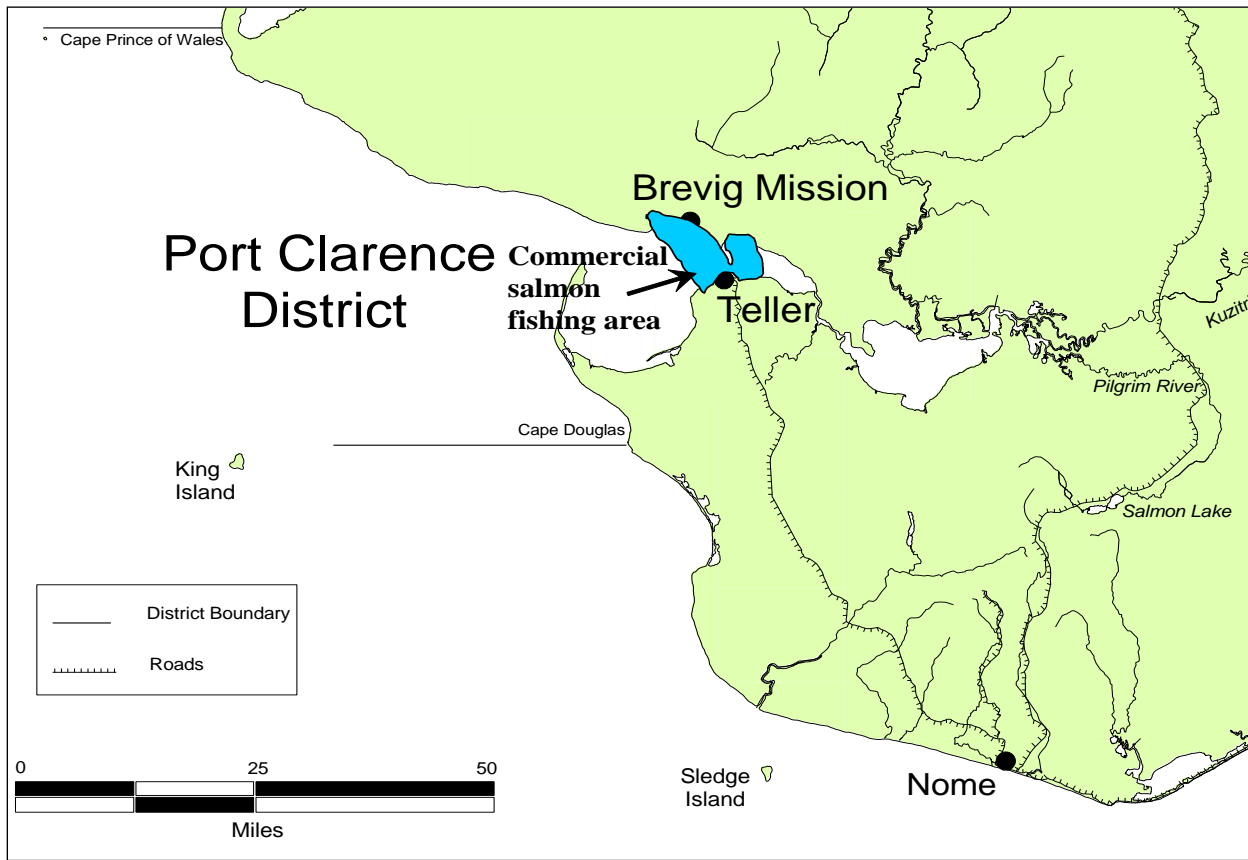 Cape Prince of Wales
Brevig Mission
Port Clarence
District
Commercial
salmon
fishing area
Teller
Kuzitr
Pilgrim River
Cape Douglas
King
Island
Salmon Lake
District Boundary
Roads
0 25 50
Miles
Sledge
Island
Nome